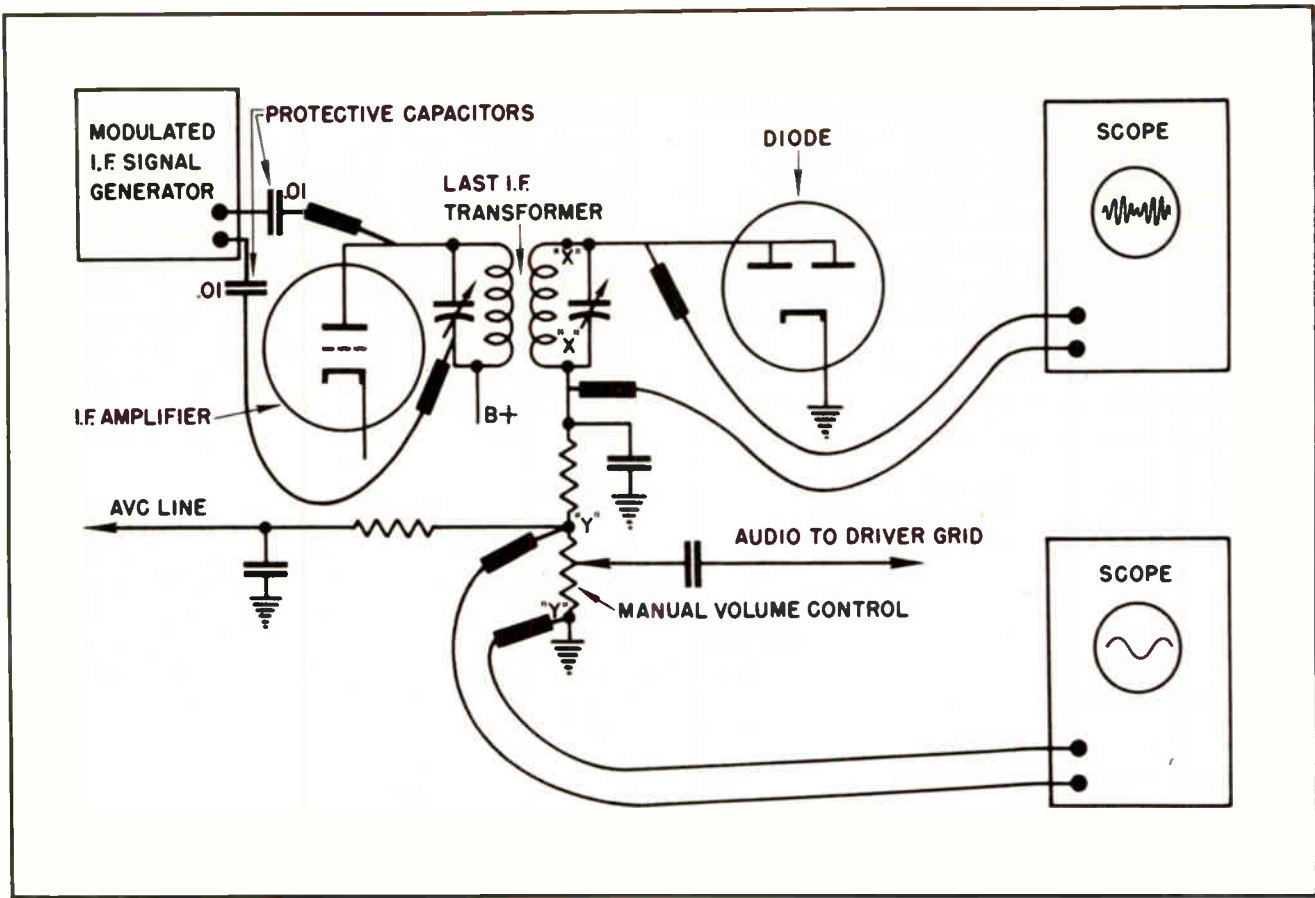 MODULATED
I.F. SIGNAL
GENERATOR
PROTECTIVE CAPACITORS
.01
.01
LAST I.F.
TRANSFORMER
DIODE
SCOPE
"X"
"X"
I.F. AMPLIFIER
B+
AVC LINE
"Y"
AUDIO TO DRIVER GRID
"Y"
MANUAL VOLUME CONTROL
SCOPE